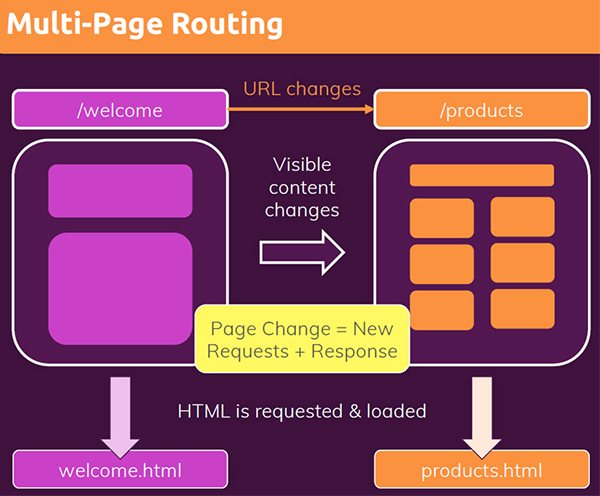 Multi-Page Routing
URL changes
/welcome
/products
Visible
content
changes
Page Change = New
Requests + Response
HTML is requested & loaded
welcome.html
products.html